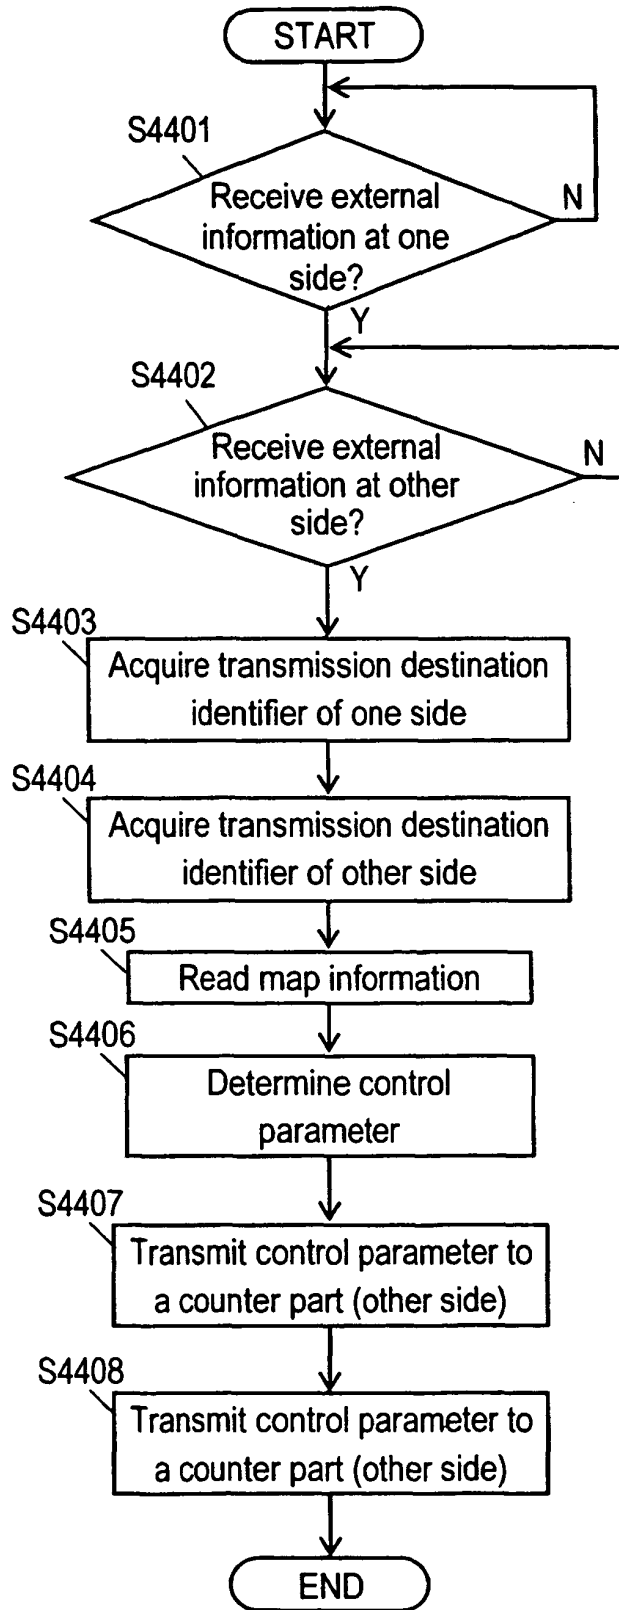 START
S4401
Receive external
information at one
side?
N
Y
S4402
Receive external
information at other
side?
N
Y
S4403
Acquire transmission destination
identifier of one side
S4404
Acquire transmission destination
identifier of other side
S4405
Read map information
S4406
Determine control
parameter
S4407
Transmit control parameter to
a counter part (other side)
S4408
Transmit control parameter to
a counter part (other side)
END